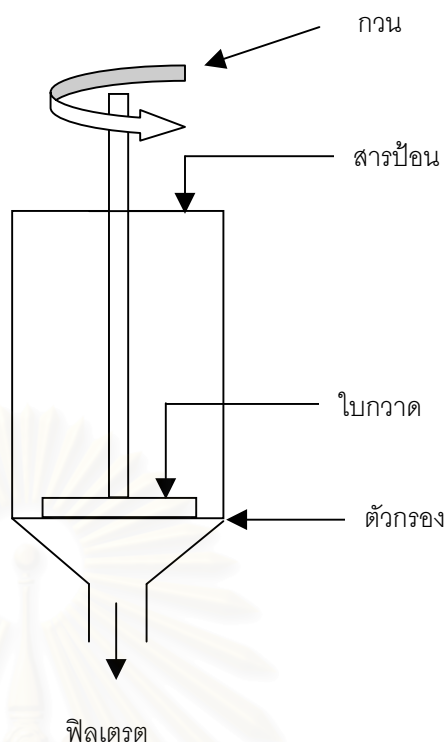 กวน
สารป้อน
ใบกวาด
ตัวกรอง
ฟิลเตรต